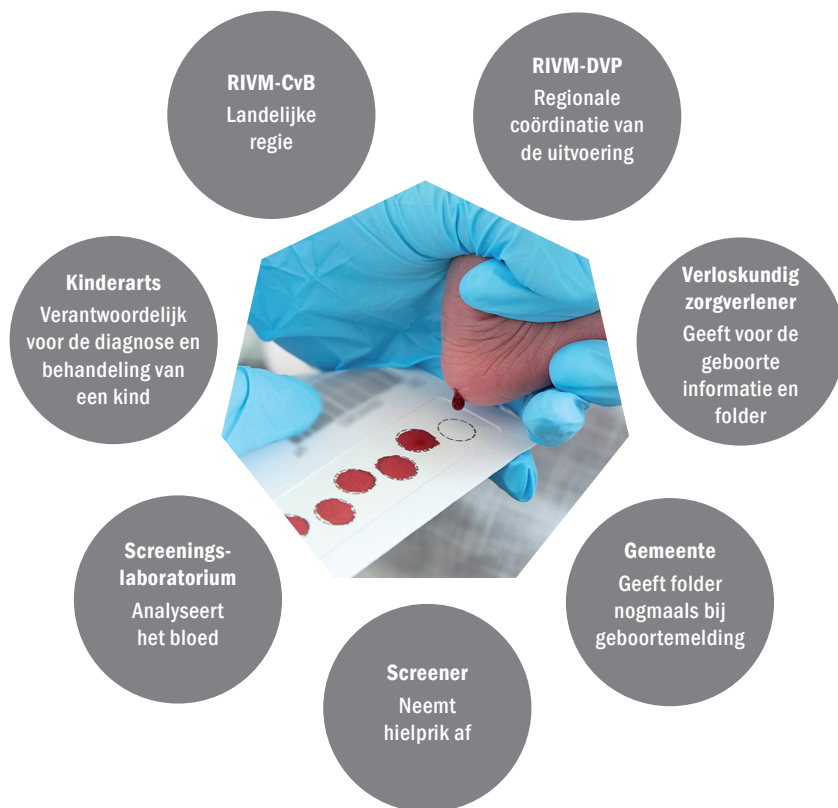 RIVM-CvB
Landelijke
regie
RIVM-DVP
Regionale
coördinatie van
de uitvoering
Verloskundig
zorgverlener
Geeft voor de
geboorte
informatie en
folder
Gemeente
Geeft folder
nogmaals bij
geboortemelding
Screener
Neemt
hielprik af
Screenings-
laboratorium
Analyseert
het bloed
Kinderarts
Verantwoordelijk
voor de diagnose en
behandeling van
een kind